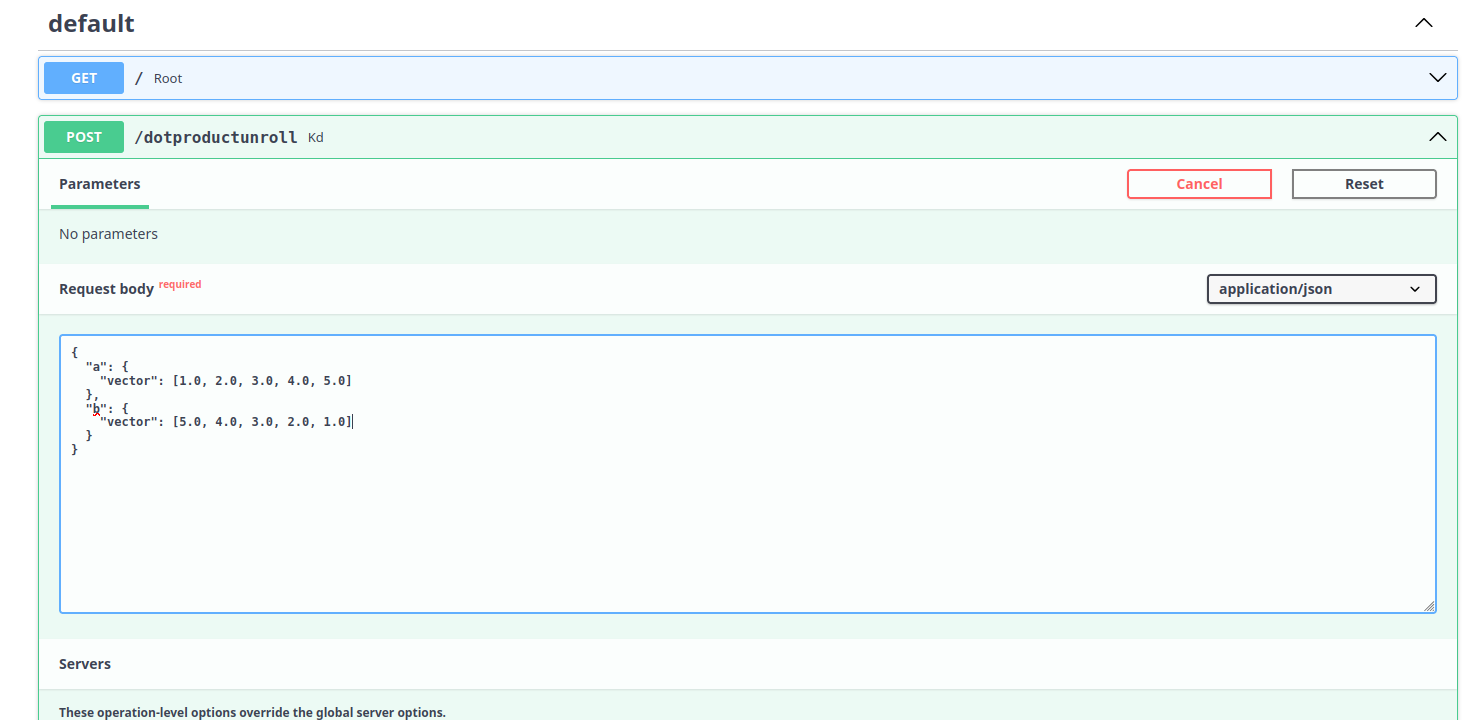 default
GET / Root
POST /dotproductunroll Kd
Parameters Cancel Reset
No parameters
Request body required application/json
{
  "a": {
    "vector": [1.0, 2.0, 3.0, 4.0, 5.0]
  },
  "b": {
    "vector": [5.0, 4.0, 3.0, 2.0, 1.0]
  }
}
Servers
These operation-level options override the global server options.